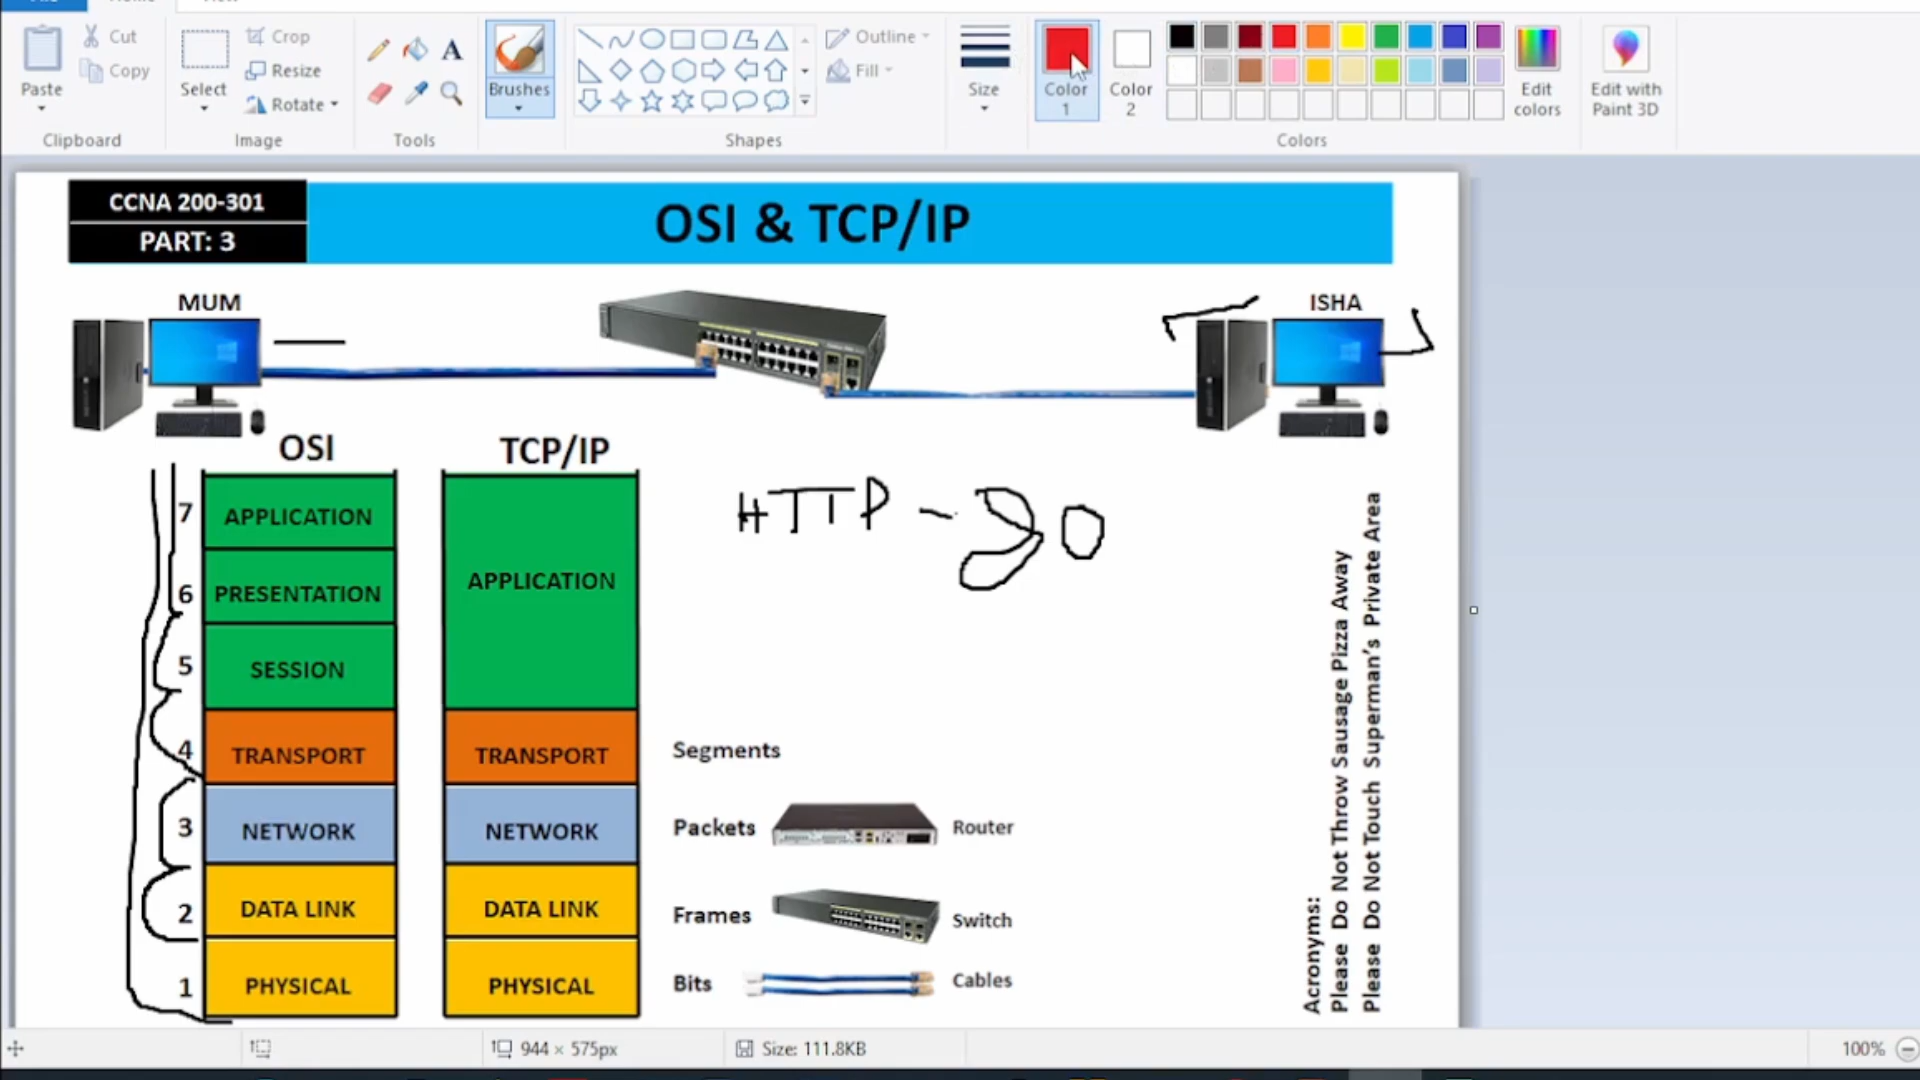 Cut
Copy
Paste
Clipboard
Select
Crop
Resize
Rotate
Image
Tools
Brushes
Shapes
Outline
Fill
Size
Color
1
Color
2
Edit
colors
Colors
Edit with
Paint 3D
CCNA 200-301
PART: 3
OSI & TCP/IP
MUM
ISHA
OSI
TCP/IP
7 APPLICATION
6 PRESENTATION
5 SESSION
4 TRANSPORT
3 NETWORK
2 DATA LINK
1 PHYSICAL
APPLICATION
TRANSPORT
NETWORK
DATA LINK
PHYSICAL
HTTP - 80
Segments
Packets
Router
Frames
Switch
Bits
Cables
Acronyms:
Please Do Not Throw Sausage Pizza Away
Please Do Not Touch Superman's Private Area
944 × 575px
Size: 111.8KB
100%